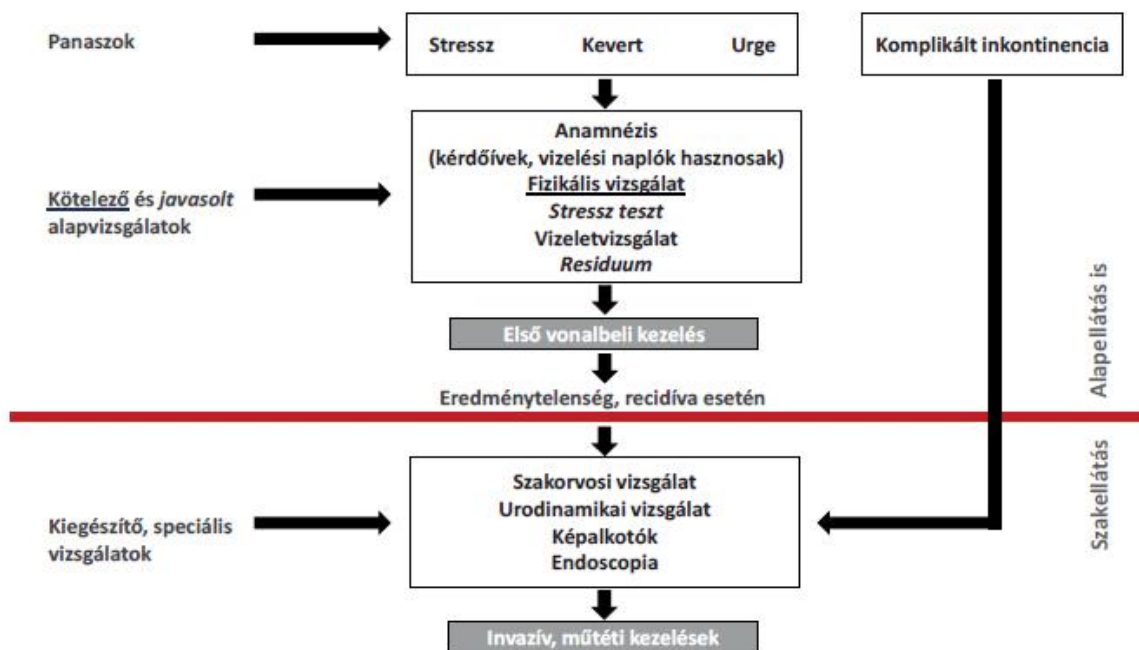 Panaszok
Stressz Kevert Urge
Komplikált inkontinencia
Anamnézis
(kérdőívek, vizelési naplók hasznosak)
Fizikális vizsgálat
Stressz teszt
Vizeletvizsgálat
Residuum
Kötelező és javasolt
alapvizsgálatok
Első vonalbeli kezelés
Eredménytelenség, recidíva esetén
Alapellátás is
Szakellátás
Szakorvosi vizsgálat
Urodinamikai vizsgálat
Képalkotók
Endoscopia
Kiegészítő, speciális
vizsgálatok
Invazív, műtéti kezelések